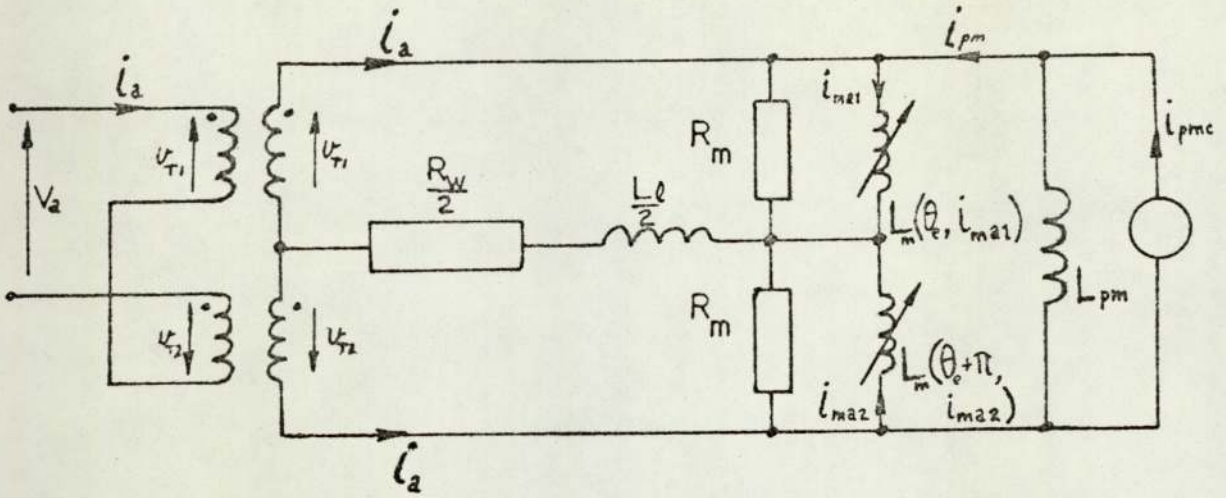 i_a
i_a
i_pm
i_ma1
i_pmc
V_a
v_T1
v_T1
R_w/2
L_ℓ/2
R_m
L_m(θ_e, i_ma1)
L_pm
v_T2
v_T2
R_m
L_m(θ_e+π,
i_ma2)
i_ma2
i_a